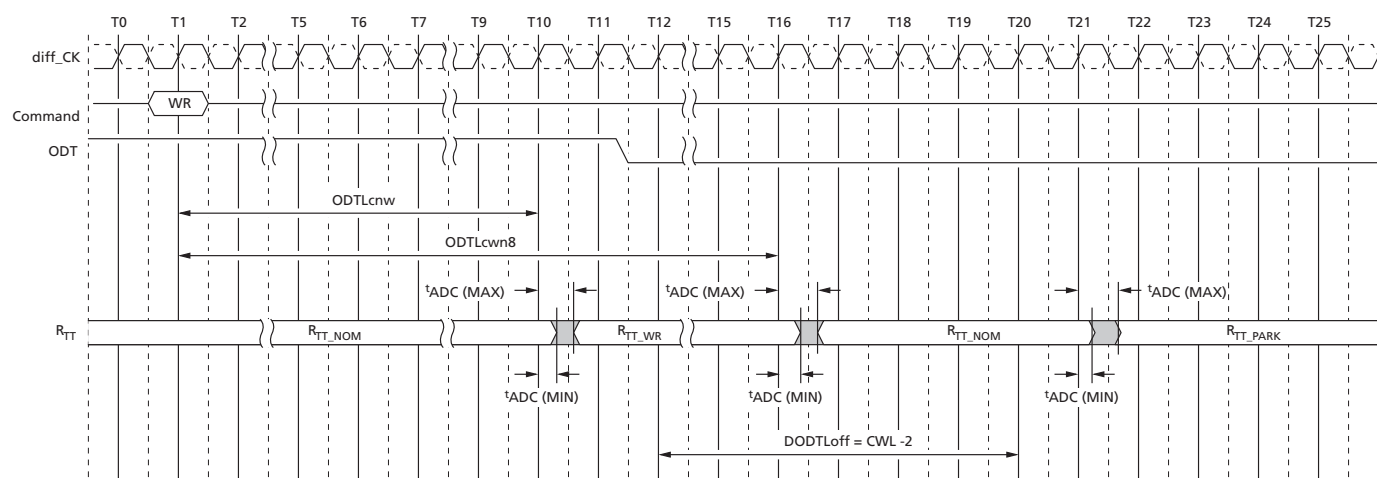 T0 T1 T2 T5 T6 T7 T9 T10 T11 T12 T15 T16 T17 T18 T19 T20 T21 T22 T23 T24 T25
diff_CK
WR
Command
ODT
ODTLcnw
ODTLcwn8
tADC (MAX) tADC (MAX) tADC (MAX)
RTT RTT_NOM RTT_WR RTT_NOM RTT_PARK
tADC (MIN) tADC (MIN) tADC (MIN)
DODTLoff = CWL -2